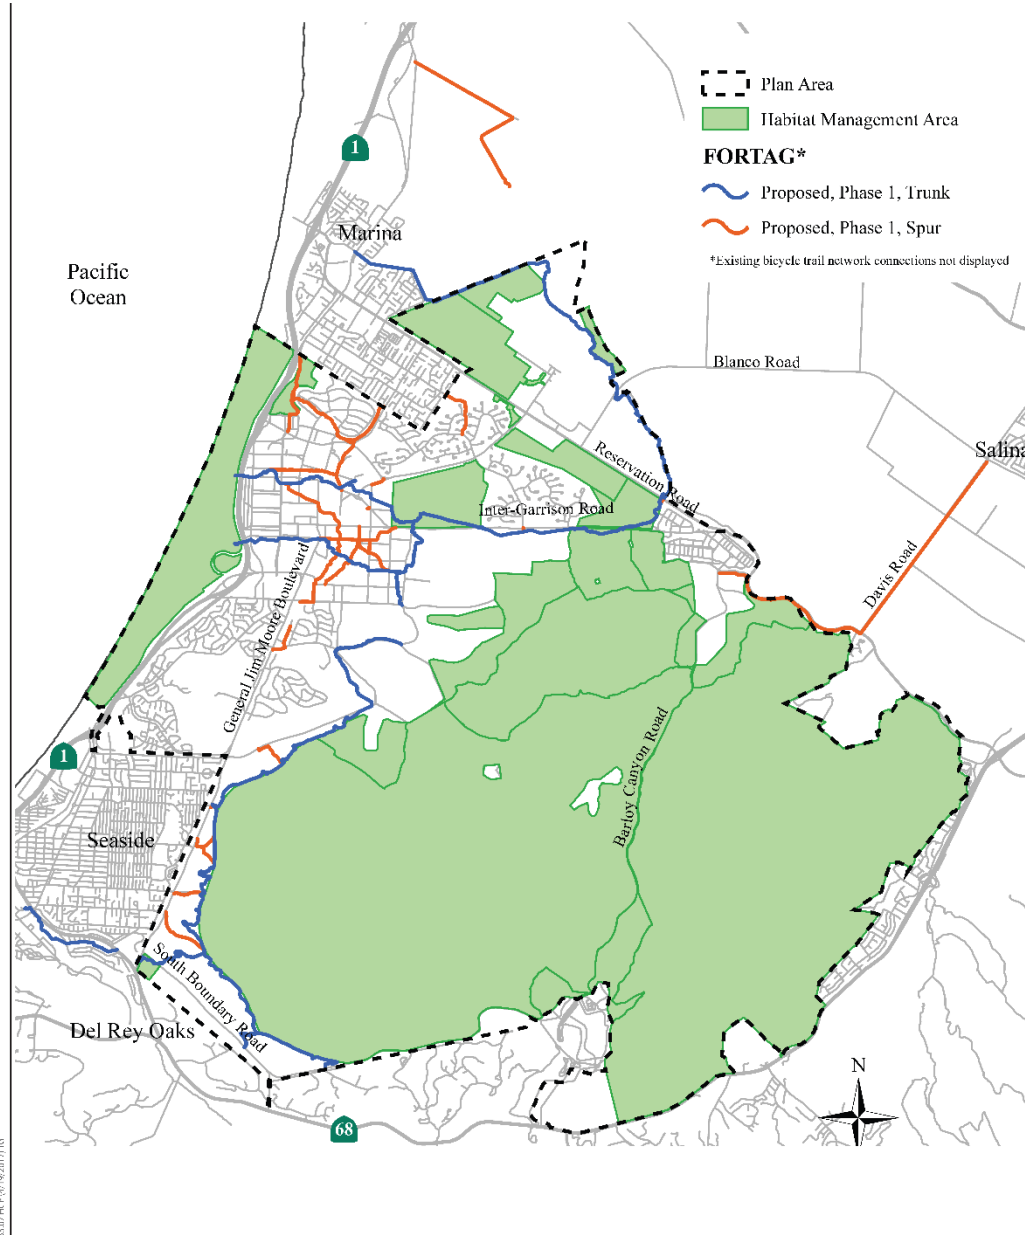 Plan Area
Habitat Management Area
FORTAG*
Proposed, Phase 1, Trunk
Proposed, Phase 1, Spur
*Existing bicycle trail network connections not displayed
1
Marina
Pacific
Ocean
Blanco Road
Salina
Reservation Road
Inter-Garrison Road
Davis Road
General Jim Moore Boulevard
Barloy Canyon Road
1
Seaside
South Boundary Road
Del Rey Oaks
N
68